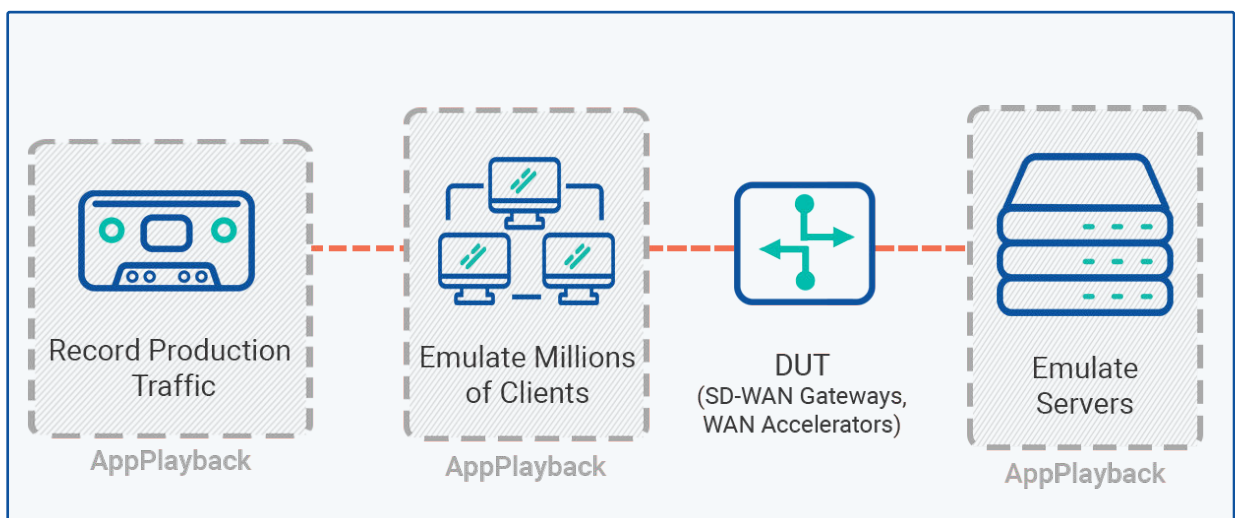 Record Production
Traffic
AppPlayback
Emulate Millions
of Clients
AppPlayback
DUT
(SD-WAN Gateways,
WAN Accelerators)
Emulate
Servers
AppPlayback